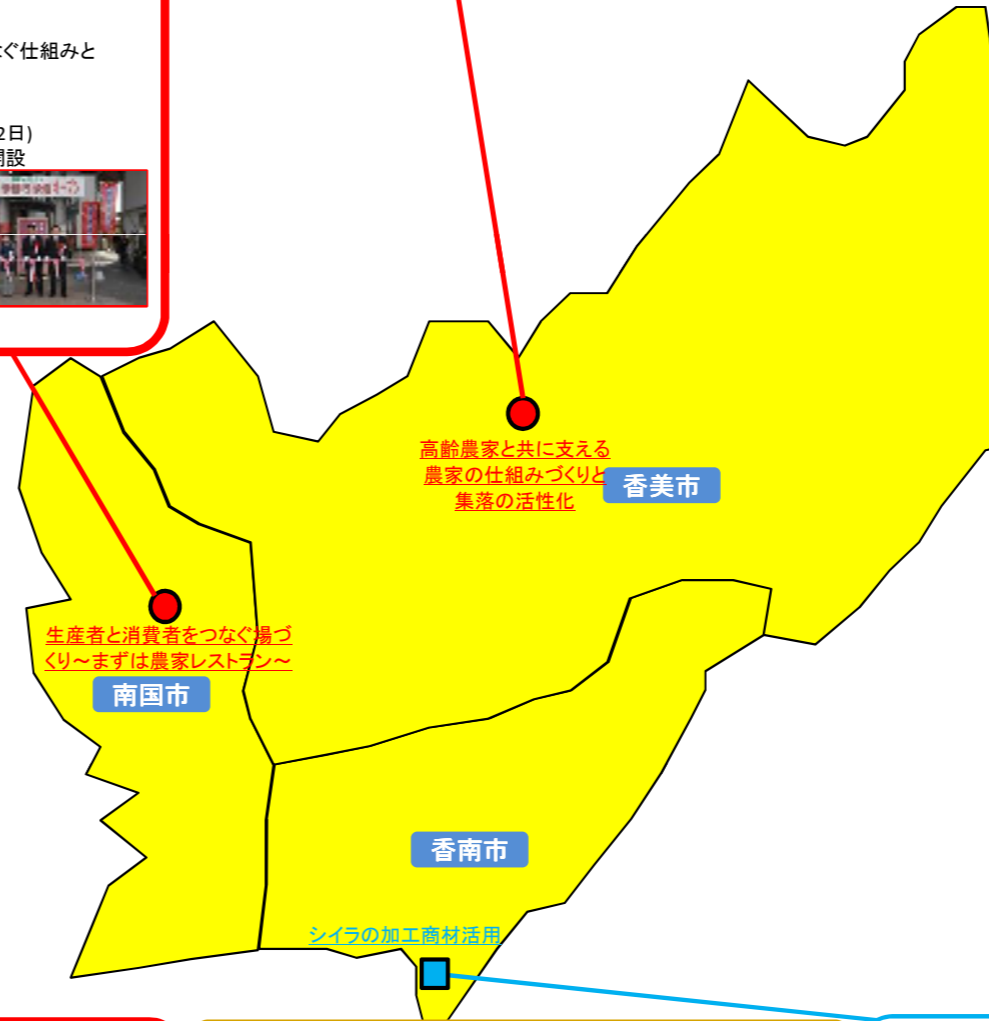 ぐ仕組みと
2日)
開設
高齢農家と共に支える
農家の仕組みづくりと
集落の活性化
香美市
生産者と消費者をつなぐ場づ
くり～まずは農家レストラン～
南国市
香南市
シイラの加工商材活用